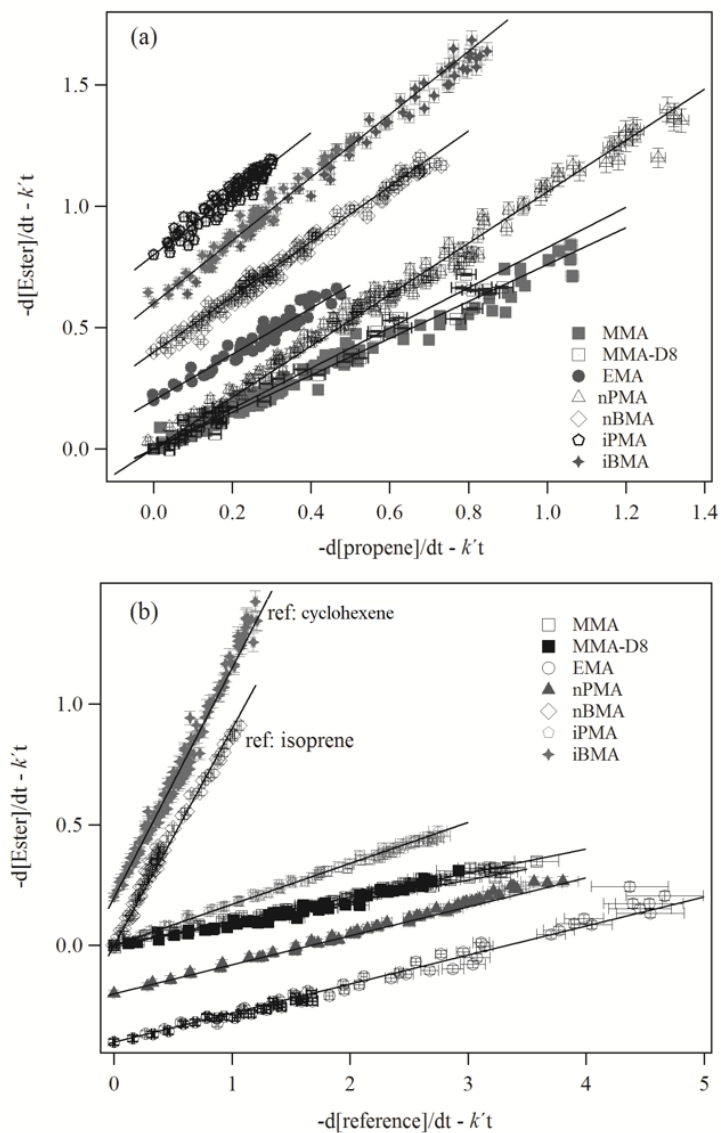 (a)
-d[Ester]/dt - k´t
1.5
1.0
0.5
0.0
MMA
MMA-D8
EMA
nPMA
nBMA
iPMA
iBMA
0.0 0.2 0.4 0.6 0.8 1.0 1.2 1.4
-d[propene]/dt - k´t
(b)
ref: cyclohexene
ref: isoprene
-d[Ester]/dt - k´t
1.0
0.5
0.0
MMA
MMA-D8
EMA
nPMA
nBMA
iPMA
iBMA
0 1 2 3 4 5
-d[reference]/dt - k´t